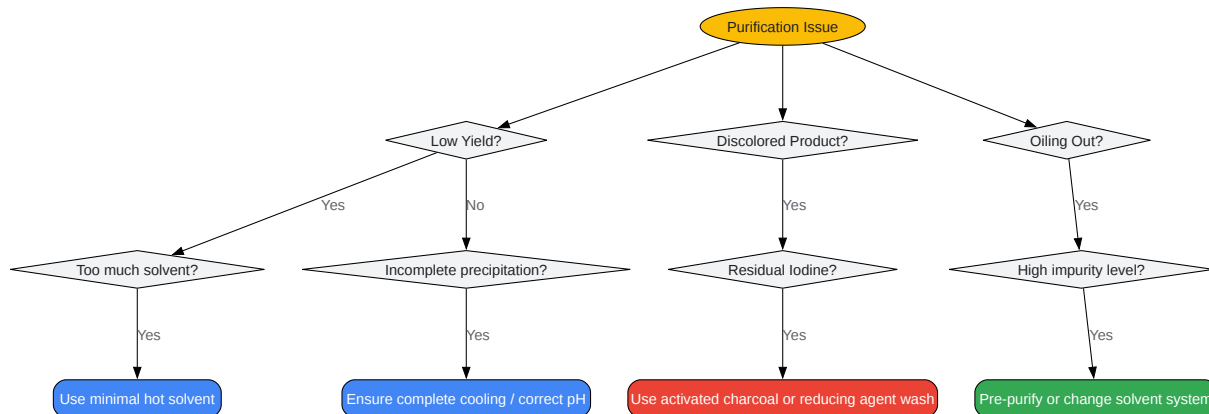 Purification Issue
Low Yield?
Discolored Product?
Oiling Out?
Yes
No
Yes
Yes
Too much solvent?
Incomplete precipitation?
Residual Iodine?
High impurity level?
Yes
Yes
Yes
Yes
Use minimal hot solvent
Ensure complete cooling / correct pH
Use activated charcoal or reducing agent wash
Pre-purify or change solvent system